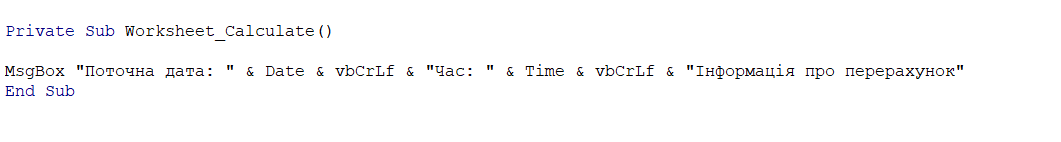 Private Sub Worksheet_Calculate()
MsgBox "Поточна дата: " & Date & vbCrLf & "Час: " & Time & vbCrLf & "Інформація про перерахунок"
End Sub